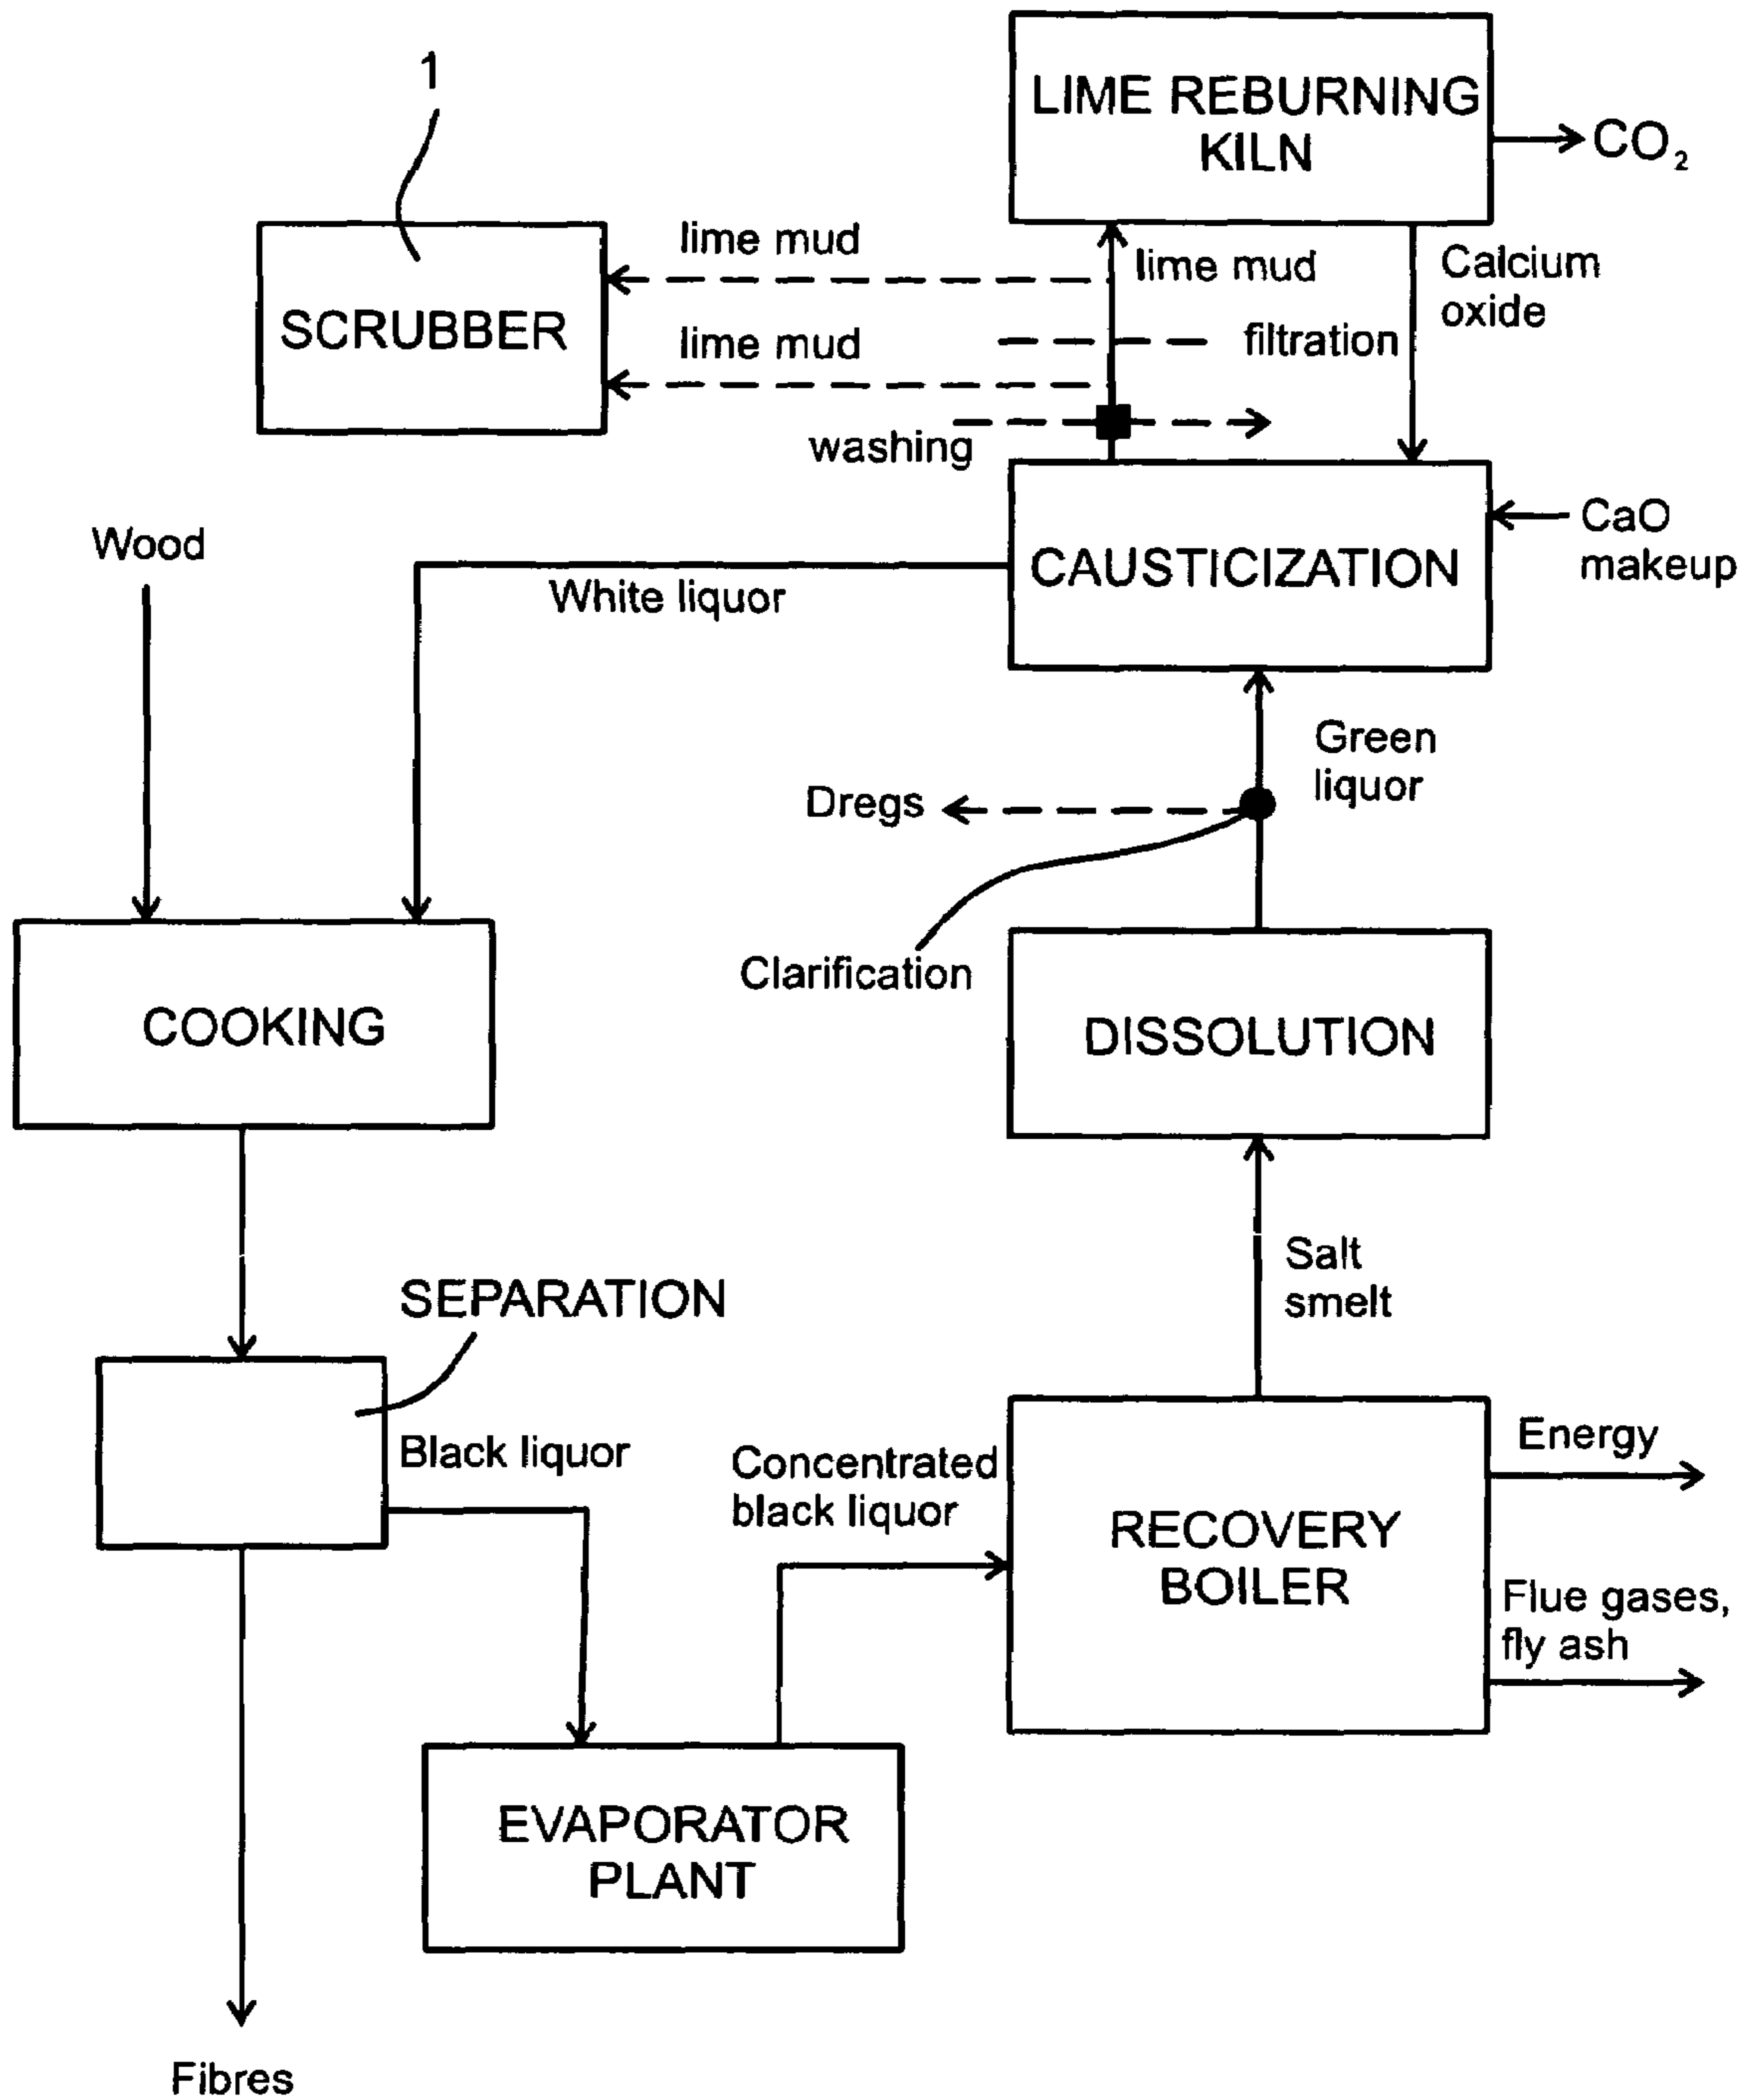 1
LIME REBURNING
KILN
CO₂
lime mud
lime mud
Calcium
oxide
SCRUBBER
lime mud
filtration
washing
Wood
CaO
makeup
CAUSTICIZATION
White liquor
Green
liquor
Dregs
Clarification
COOKING
DISSOLUTION
Salt
smelt
SEPARATION
Black liquor
Concentrated
black liquor
Energy
RECOVERY
BOILER
Flue gases,
fly ash
EVAPORATOR
PLANT
Fibres